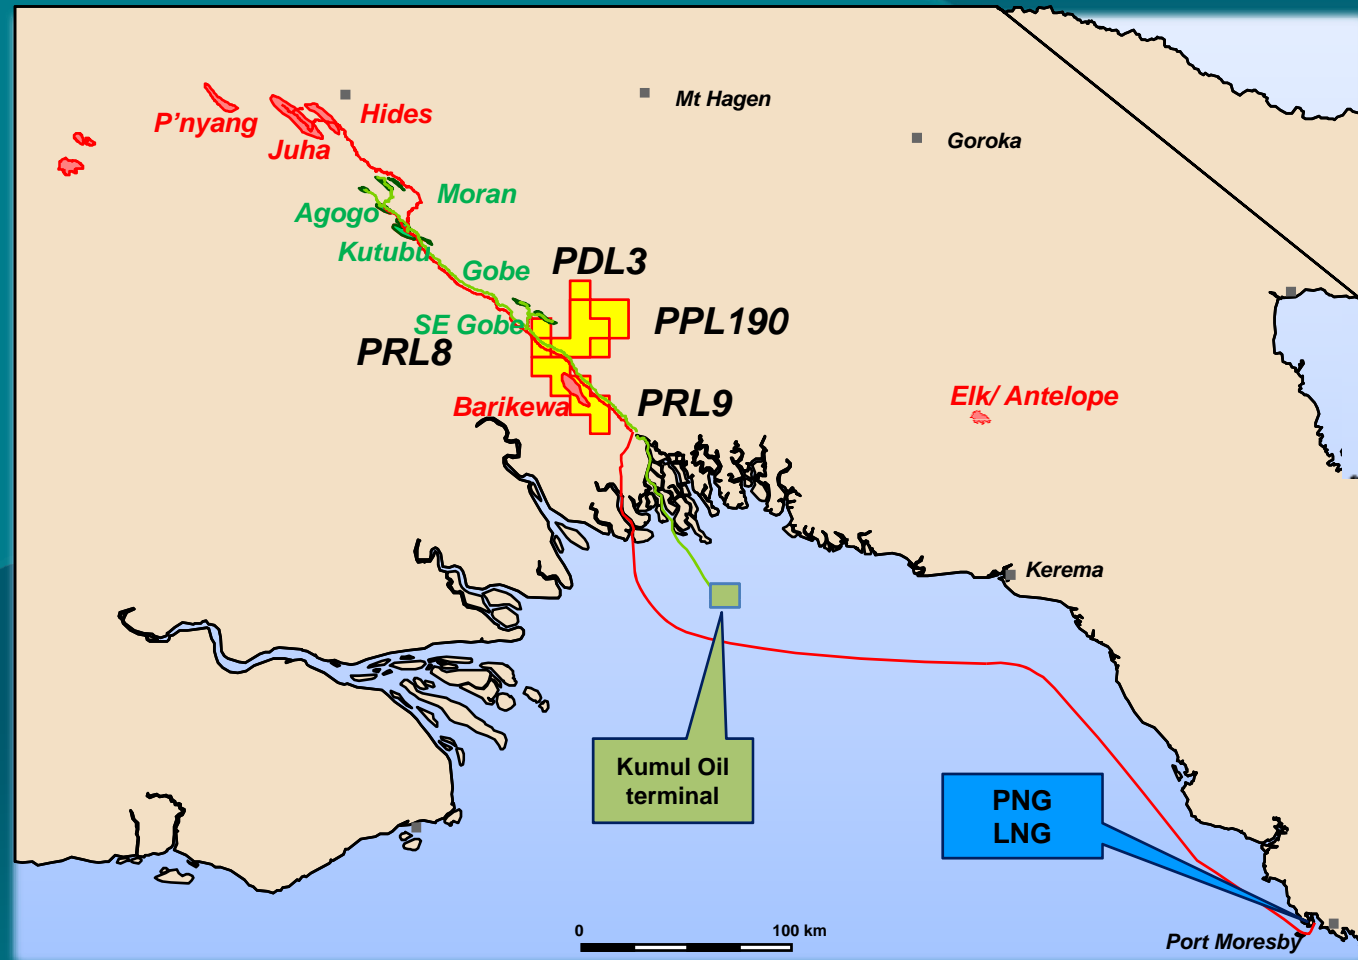 Mt Hagen
Hides
P'nyang
Goroka
Juha
Moran
Agogo
Kutubu
PDL3
Gobe
PPL190
SE Gobe
PRL8
Elk/ Antelope
PRL9
Barikewa
Kerema
Kumul Oil
terminal
PNG
LNG
0
100 km
Port Moresby